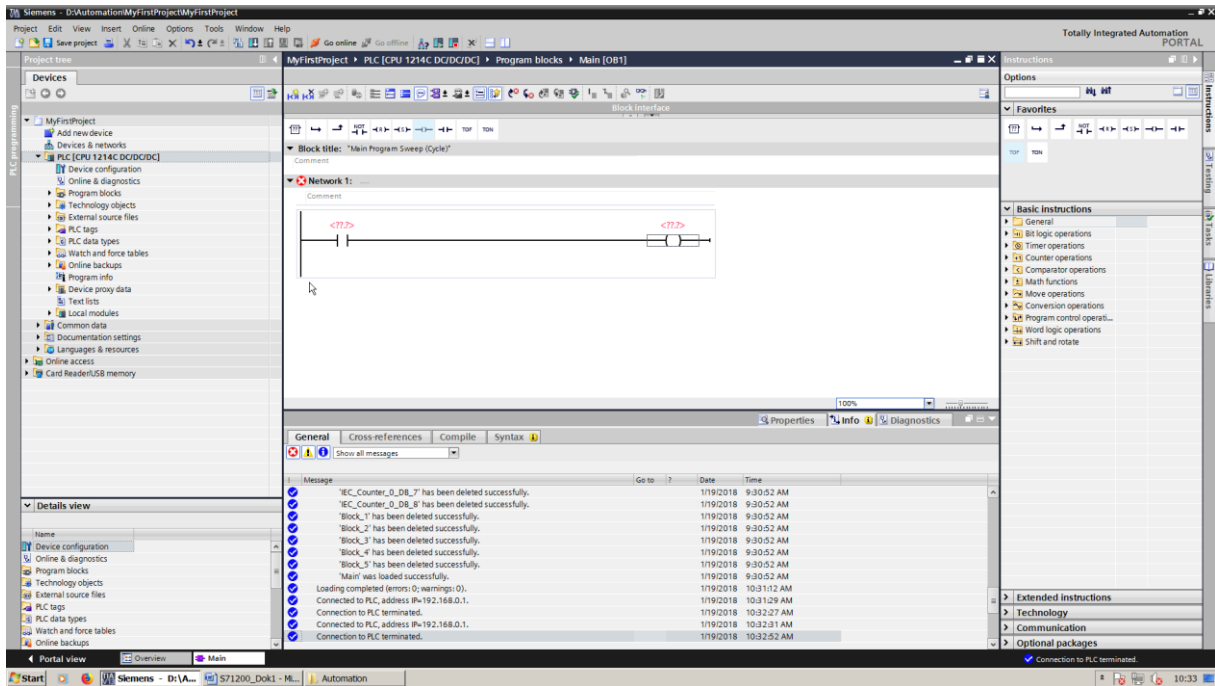 Siemens - D:\Automation\MyFirstProject\MyFirstProject
Project Edit View Insert Online Options Tools Window Help
Totally Integrated Automation
PORTAL
Save project Go online Go offline
Project tree
MyFirstProject PLC [CPU 1214C DC/DC/DC] Program blocks Main [OB1]
Instructions
Devices
Options
PLC programming
MyFirstProject
Add new device
Devices & networks
PLC [CPU 1214C DC/DC/DC]
Device configuration
Online & diagnostics
Program blocks
Technology objects
External source files
PLC tags
PLC data types
Watch and force tables
Online backups
Program info
Device proxy data
Text lists
Local modules
Common data
Documentation settings
Languages & resources
Online access
Card Reader/USB memory
Block interface
NOT TOF TON
Block title: "Main Program Sweep (Cycle)"
Comment
Network 1: ....
Comment
<??.?> <??.?>
100%
Favorites
NOT
TOF TON
Basic instructions
General
Bit logic operations
Timer operations
Counter operations
Comparator operations
Math functions
Move operations
Conversion operations
Program control operati...
Word logic operations
Shift and rotate
Extended instructions
Technology
Communication
Optional packages
Instructions
Testing
Tasks
Libraries
Properties Info Diagnostics
General Cross-references Compile Syntax
Show all messages
! Message Go to ? Date Time
'IEC_Counter_0_DB_7' has been deleted successfully. 1/19/2018 9:30:52 AM
'IEC_Counter_0_DB_8' has been deleted successfully. 1/19/2018 9:30:52 AM
'Block_1' has been deleted successfully. 1/19/2018 9:30:52 AM
'Block_2' has been deleted successfully. 1/19/2018 9:30:52 AM
'Block_3' has been deleted successfully. 1/19/2018 9:30:52 AM
'Block_4' has been deleted successfully. 1/19/2018 9:30:52 AM
'Block_5' has been deleted successfully. 1/19/2018 9:30:52 AM
'Main' was loaded successfully. 1/19/2018 9:30:52 AM
Loading completed (errors: 0; warnings: 0). 1/19/2018 10:31:12 AM
Connected to PLC, address IP=192.168.0.1. 1/19/2018 10:31:29 AM
Connection to PLC terminated. 1/19/2018 10:32:27 AM
Connected to PLC, address IP=192.168.0.1. 1/19/2018 10:32:31 AM
Connection to PLC terminated. 1/19/2018 10:32:52 AM
Details view
Name
Device configuration
Online & diagnostics
Program blocks
Technology objects
External source files
PLC tags
PLC data types
Watch and force tables
Online backups
Portal view Overview Main
Connection to PLC terminated.
Start Siemens - D:\A... S71200_Dok1 - Mi... Automation 10:33